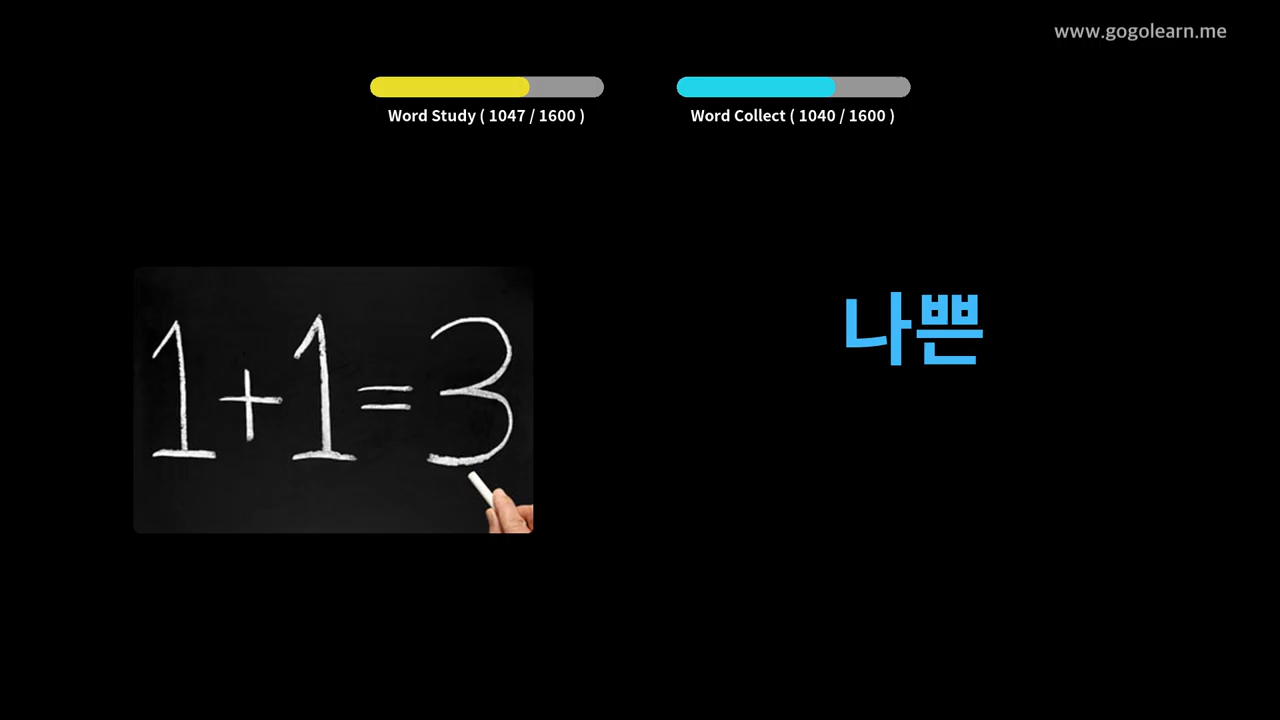 www.gogolearn.me
Word Study ( 1047 / 1600 )
Word Collect ( 1040 / 1600 )
1+1=3
나쁜